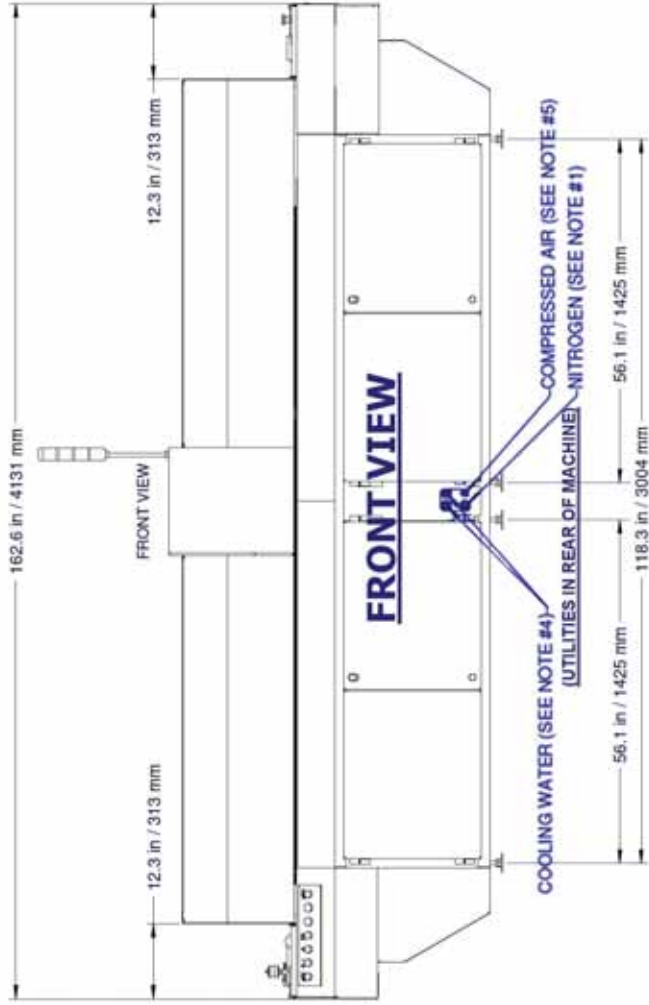 162.6 in / 4131 mm
12.3 in / 313 mm
12.3 in / 313 mm
FRONT VIEW
FRONT VIEW
COOLING WATER (SEE NOTE #4)
COMPRESSED AIR (SEE NOTE #5)
NITROGEN (SEE NOTE #1)
(UTILITIES IN REAR OF MACHINE)
56.1 in / 1425 mm
56.1 in / 1425 mm
118.3 in / 3004 mm